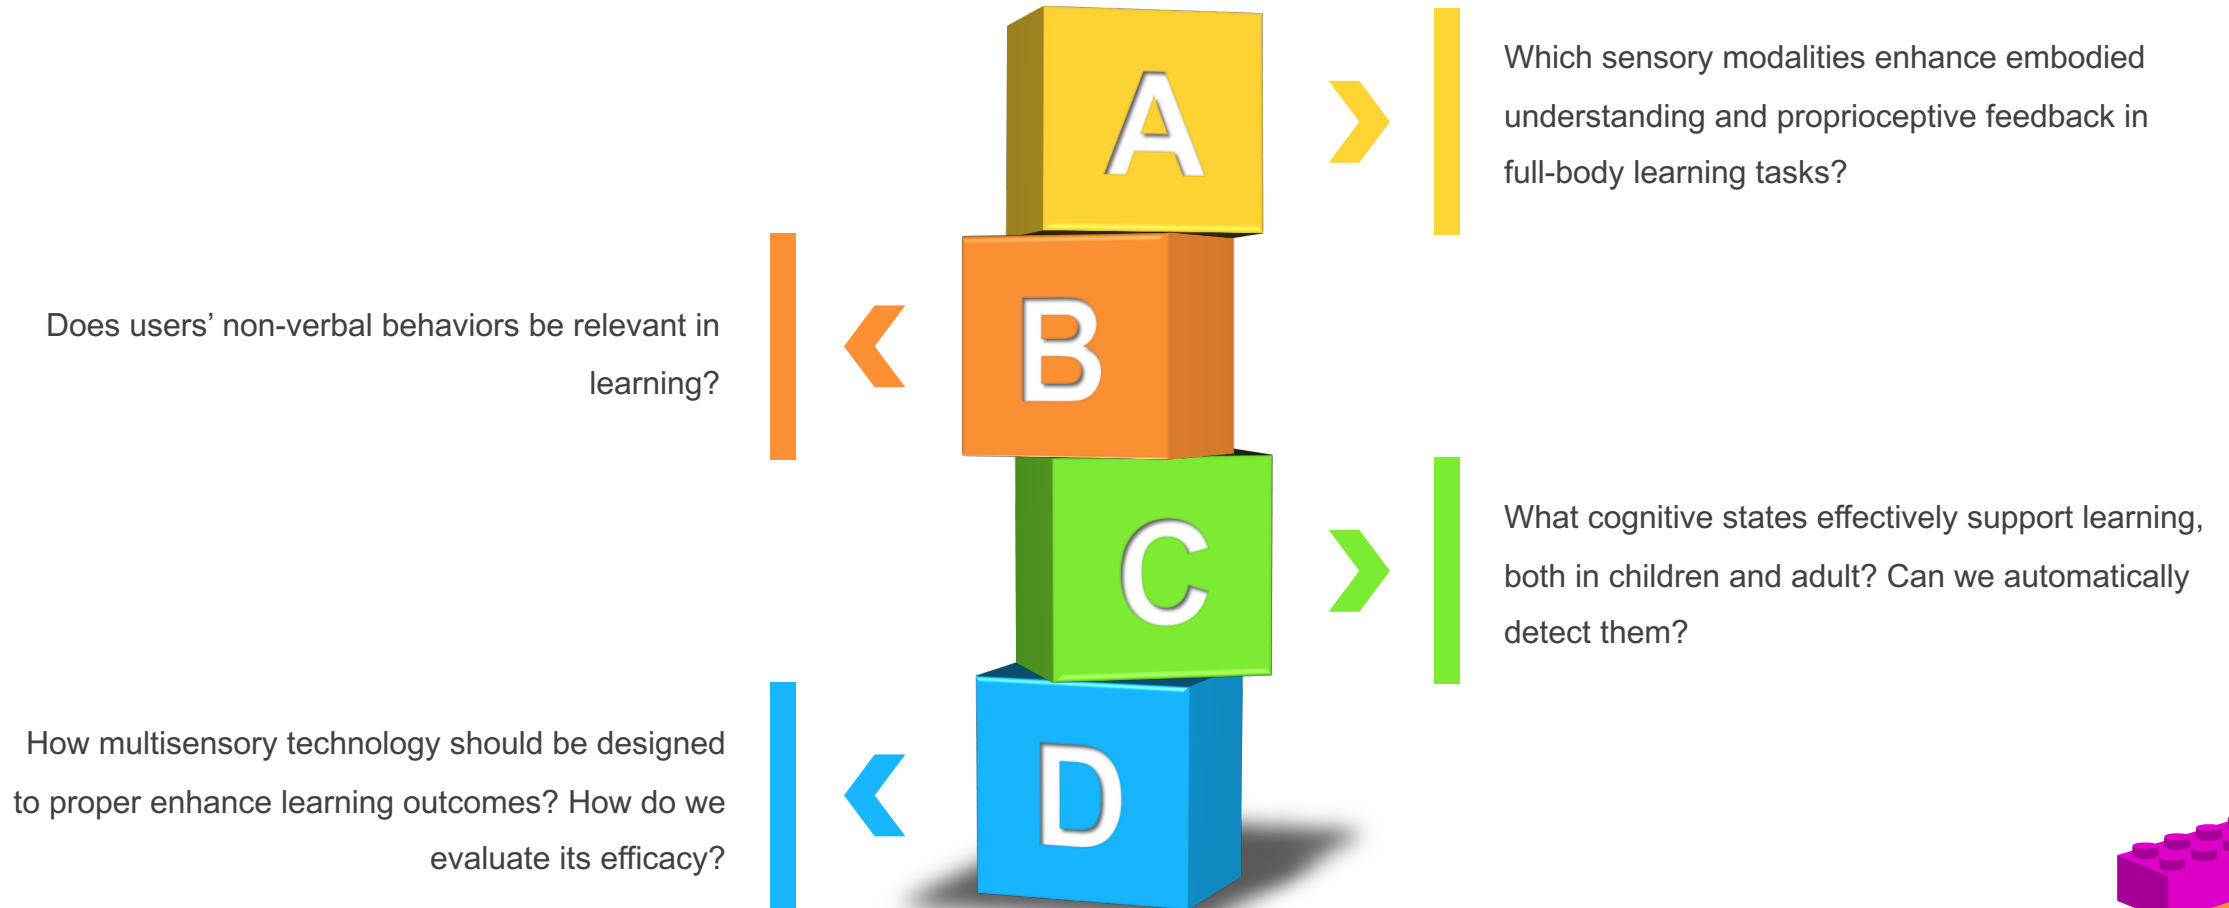 A
Which sensory modalities enhance embodied
understanding and proprioceptive feedback in
full-body learning tasks?
B
Does users’ non-verbal behaviors be relevant in
learning?
C
What cognitive states effectively support learning,
both in children and adult? Can we automatically
detect them?
D
How multisensory technology should be designed
to proper enhance learning outcomes? How do we
evaluate its efficacy?